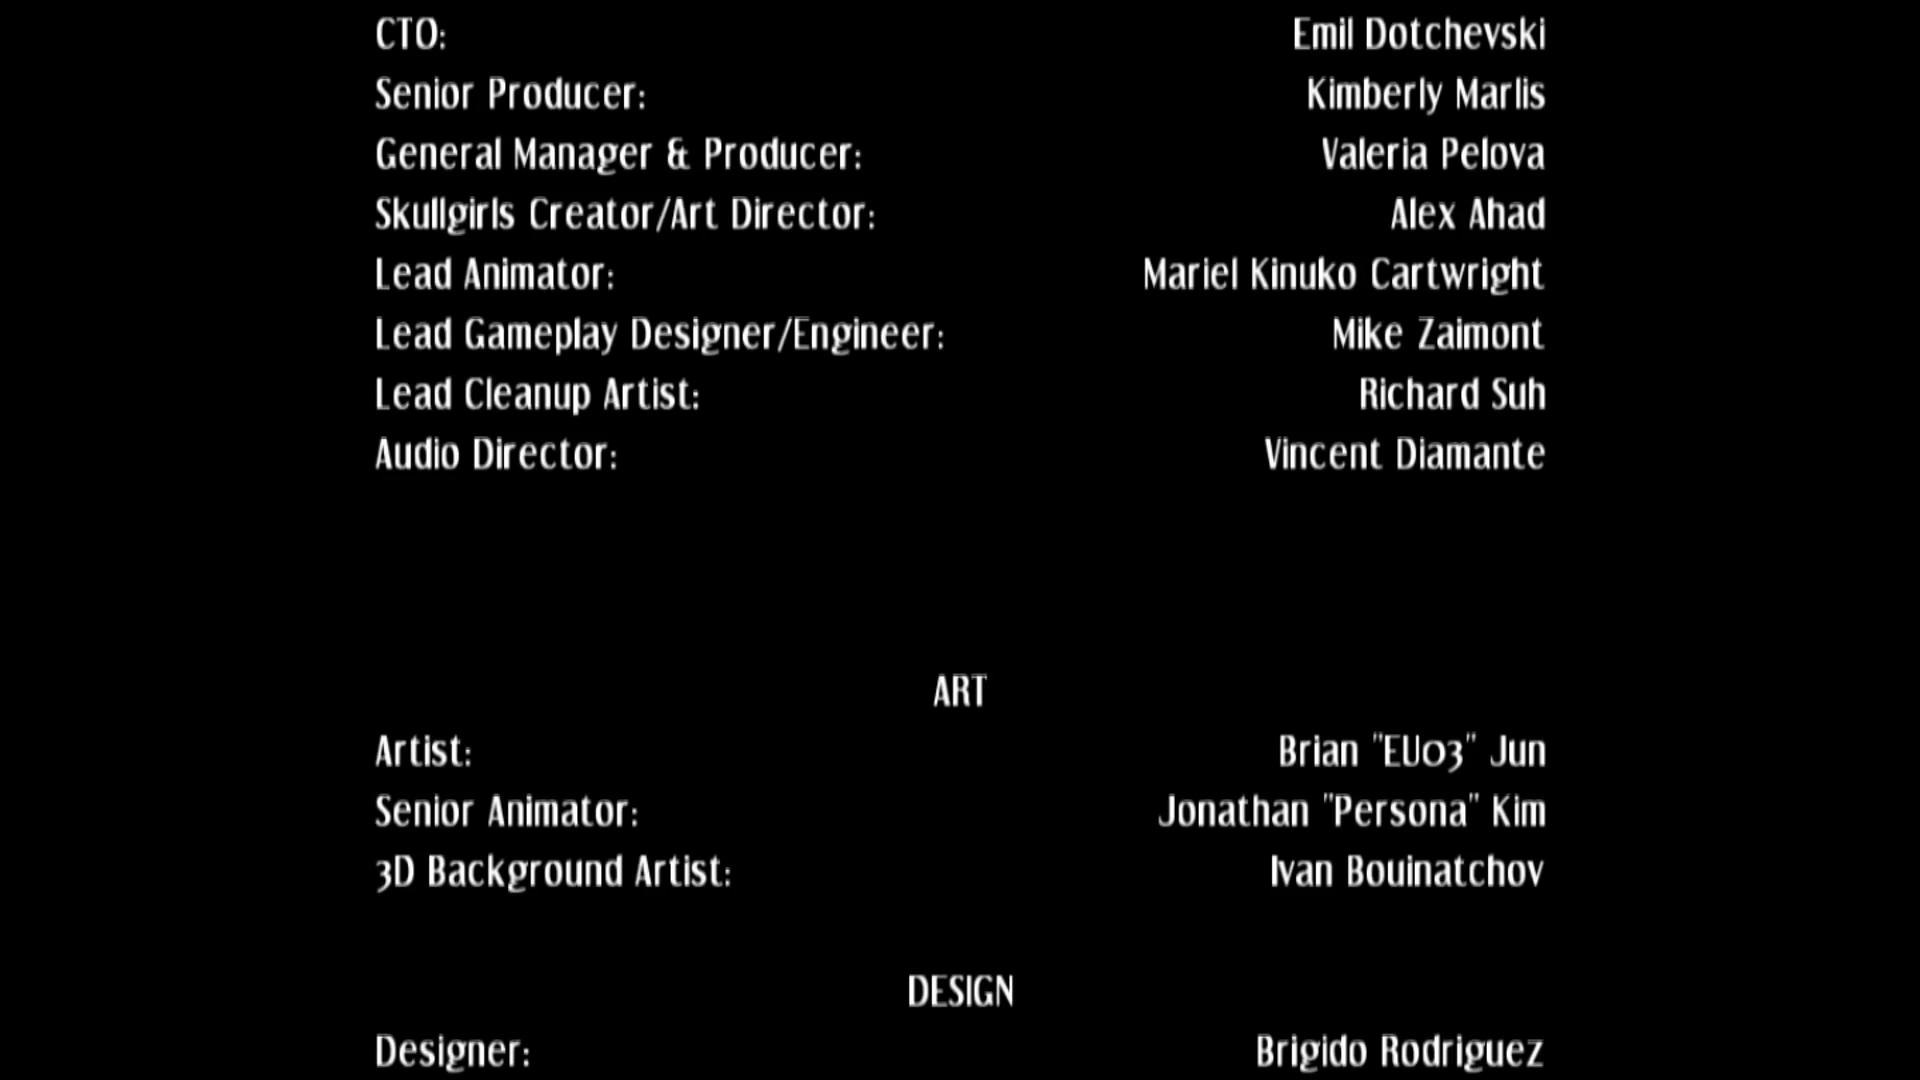 CTO: Emil Dotchevski
Senior Producer: Kimberly Marlis
General Manager & Producer: Valeria Pelova
Skullgirls Creator/Art Director: Alex Ahad
Lead Animator: Mariel Kinuko Cartwright
Lead Gameplay Designer/Engineer: Mike Zaimont
Lead Cleanup Artist: Richard Suh
Audio Director: Vincent Diamante
ART
Artist: Brian "EU03" Jun
Senior Animator: Jonathan "Persona" Kim
3D Background Artist: Ivan Bouinatchov
DESIGN
Designer: Brigido Rodriguez